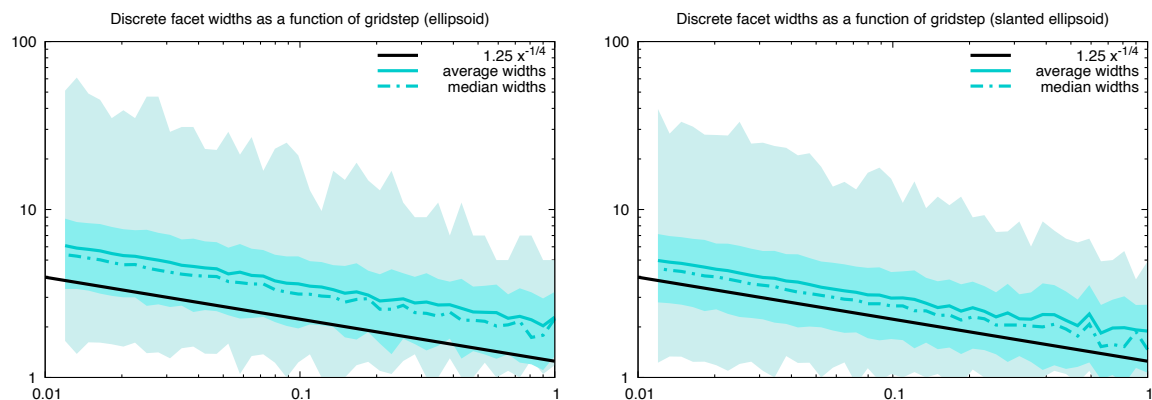 Discrete facet widths as a function of gridstep (ellipsoid)
100
10
1
0.01
0.1
1
1.25 x^-1/4
average widths
median widths
Discrete facet widths as a function of gridstep (slanted ellipsoid)
100
10
1
0.01
0.1
1
1.25 x^-1/4
average widths
median widths